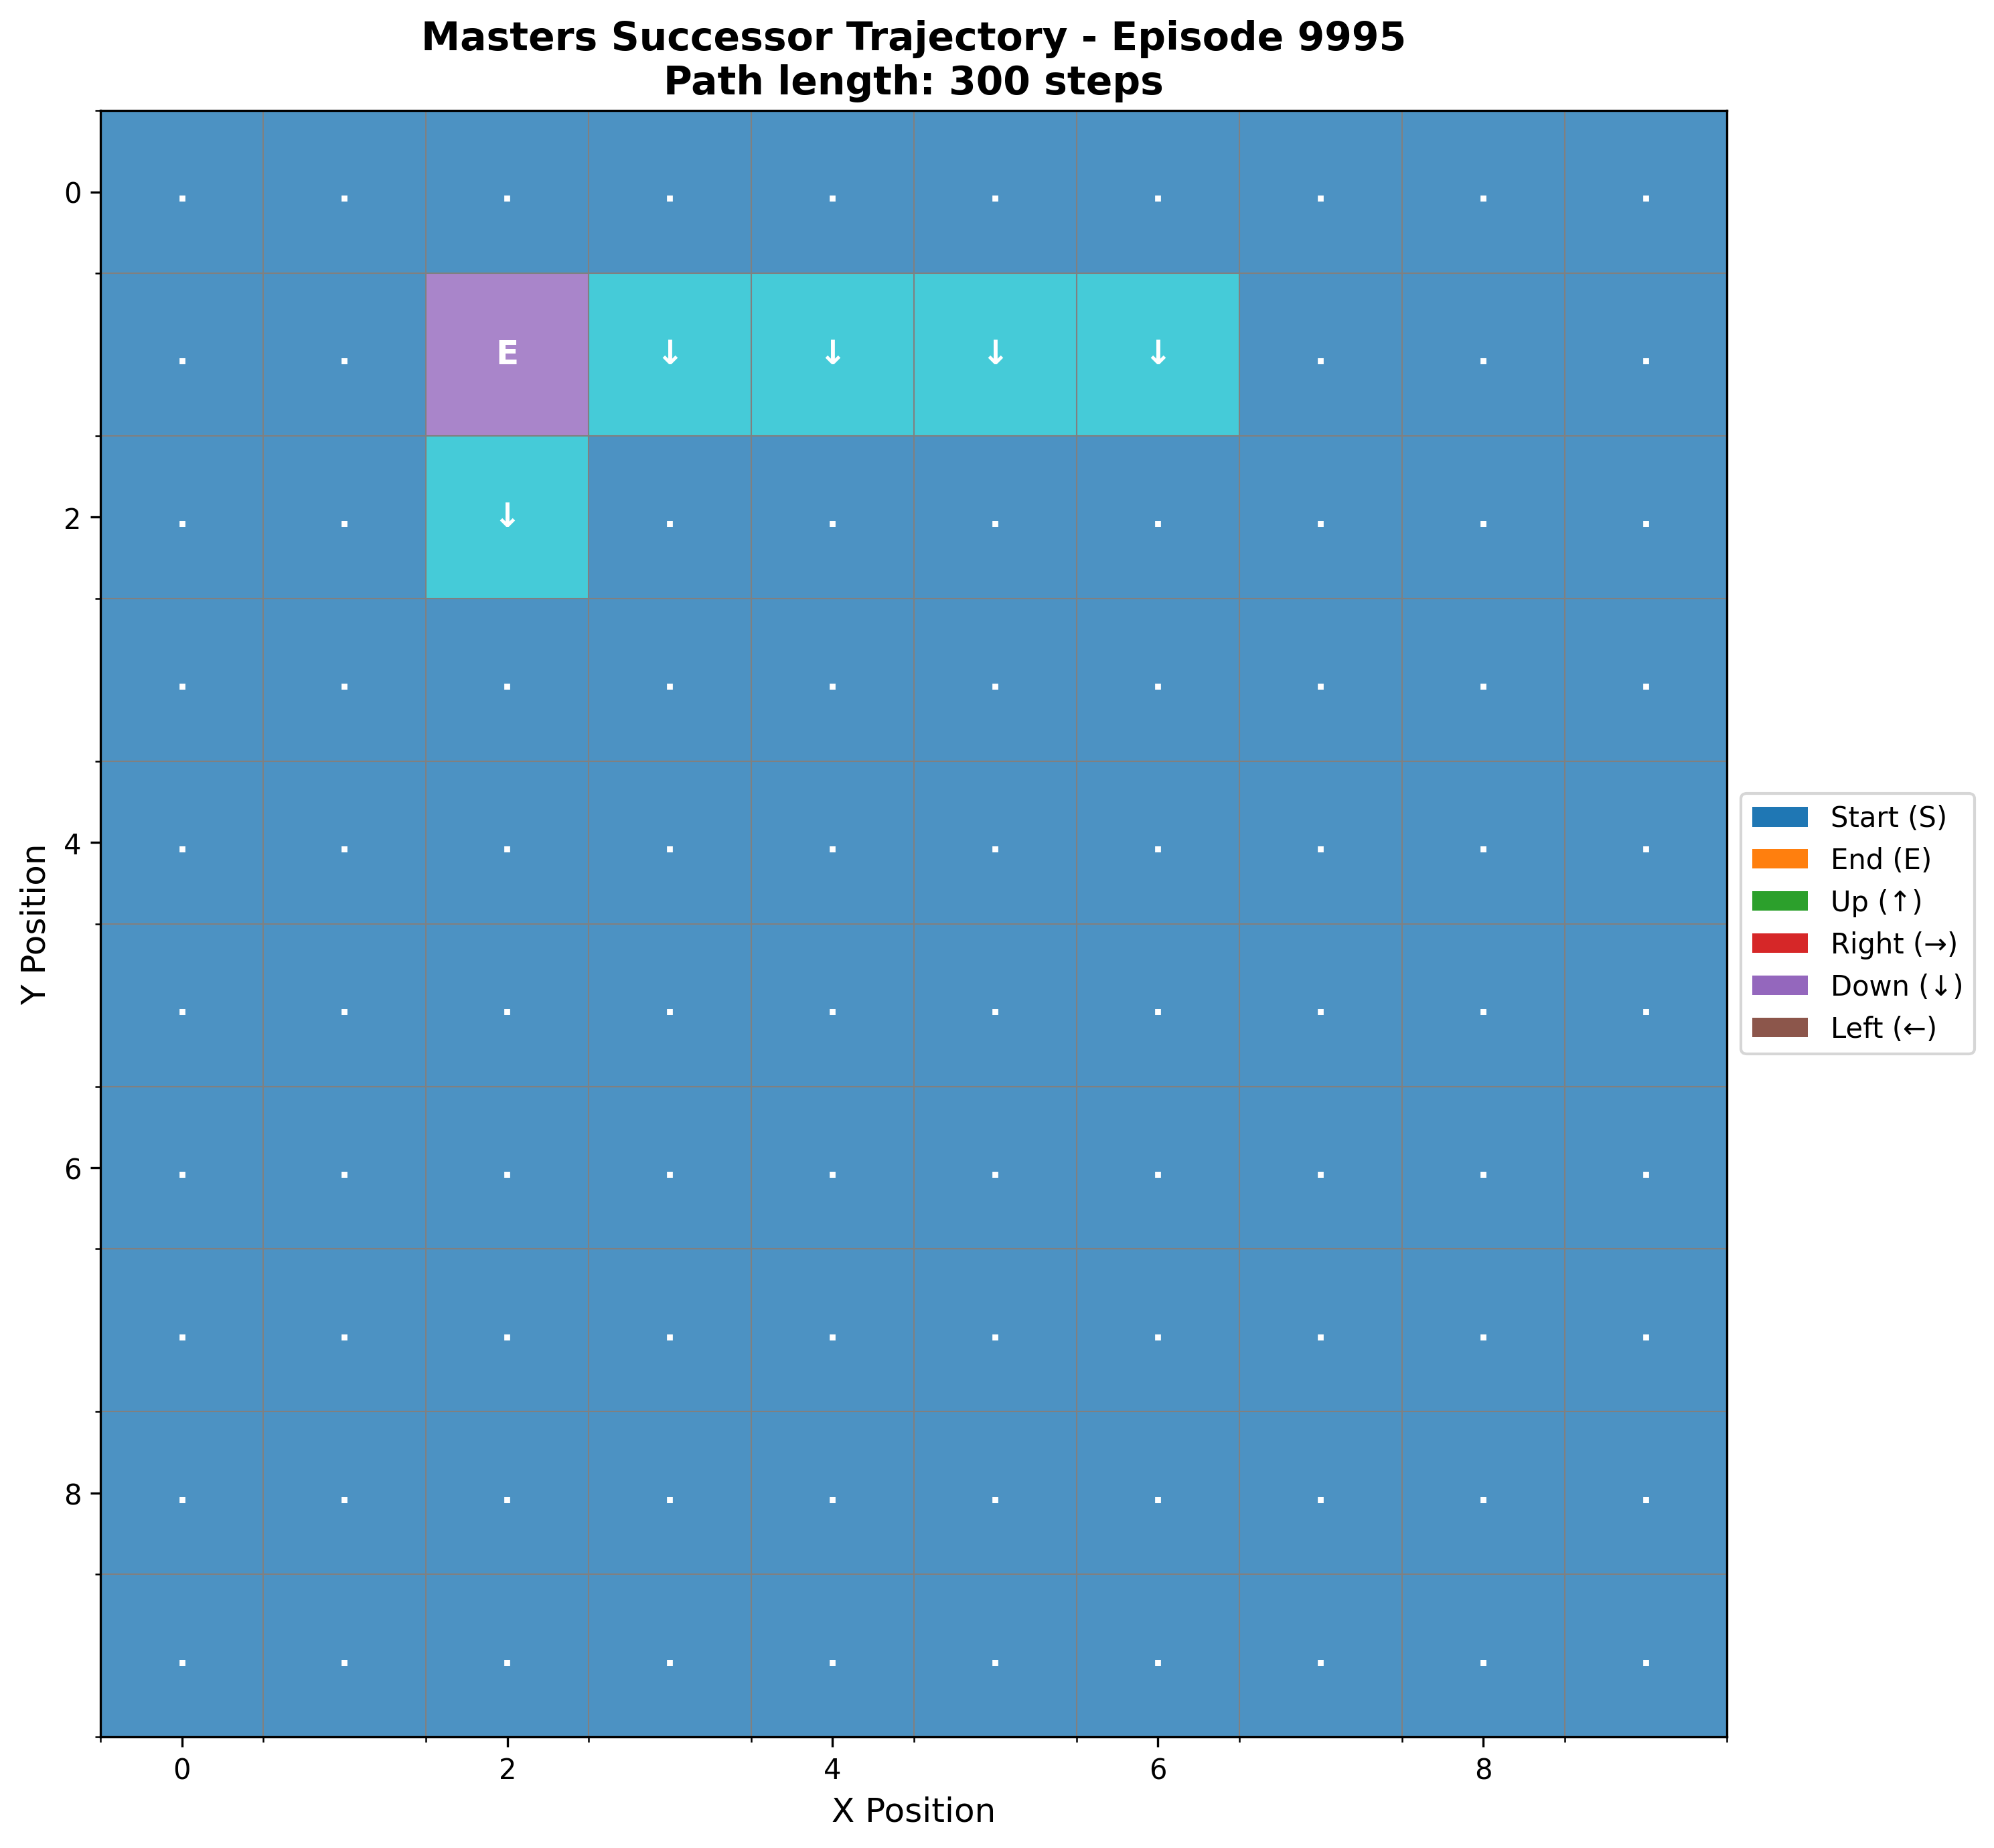 Masters Successor Trajectory - Episode 9995
Path length: 300 steps
0
E ↓ ↓ ↓ ↓
2 ↓
4
6
8
0 2 4 6 8
X Position
Y Position
Start (S)
End (E)
Up (↑)
Right (→)
Down (↓)
Left (←)